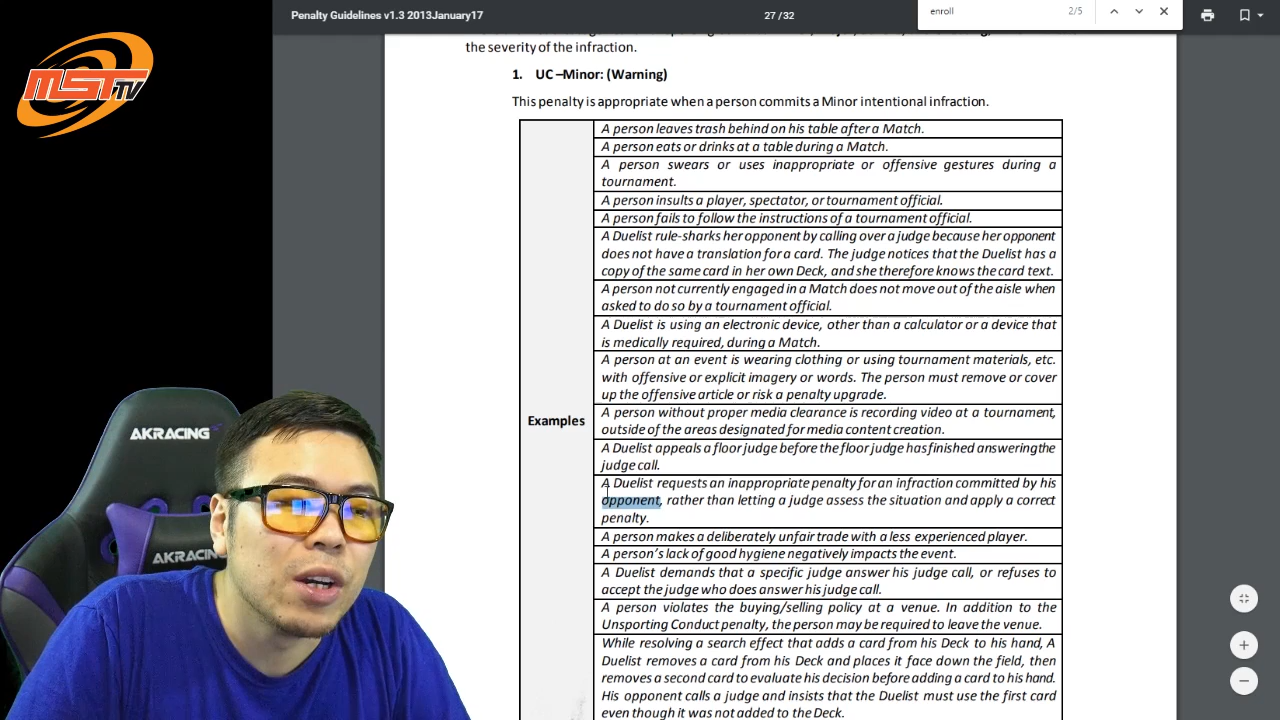 Penalty Guidelines v1.3 2013January17
27 / 32
enroll
2/5
MST TV
the severity of the infraction.
1. UC –Minor: (Warning)
This penalty is appropriate when a person commits a Minor intentional infraction.
A person leaves trash behind on his table after a Match.
A person eats or drinks at a table during a Match.
A person swears or uses inappropriate or offensive gestures during a
tournament.
A person insults a player, spectator, or tournament official.
A person fails to follow the instructions of a tournament official.
A Duelist rule-sharks her opponent by calling over a judge because her opponent
does not have a translation for a card. The judge notices that the Duelist has a
copy of the same card in her own Deck, and she therefore knows the card text.
A person not currently engaged in a Match does not move out of the aisle when
asked to do so by a tournament official.
A Duelist is using an electronic device, other than a calculator or a device that
is medically required, during a Match.
A person at an event is wearing clothing or using tournament materials, etc.
with offensive or explicit imagery or words. The person must remove or cover
up the offensive article or risk a penalty upgrade.
Examples
A person without proper media clearance is recording video at a tournament,
outside of the areas designated for media content creation.
A Duelist appeals a floor judge before the floor judge has finished answering the
judge call.
A Duelist requests an inappropriate penalty for an infraction committed by his
opponent, rather than letting a judge assess the situation and apply a correct
penalty.
A person makes a deliberately unfair trade with a less experienced player.
A person's lack of good hygiene negatively impacts the event.
A Duelist demands that a specific judge answer his judge call, or refuses to
accept the judge who does answer his judge call.
A person violates the buying/selling policy at a venue. In addition to the
Unsporting Conduct penalty, the person may be required to leave the venue.
While resolving a search effect that adds a card from his Deck to his hand, A
Duelist removes a card from his Deck and places it face down the field, then
removes a second card to evaluate his decision before adding a card to his hand.
His opponent calls a judge and insists that the Duelist must use the first card
even though it was not added to the Deck.
AKRACING
AKRACING